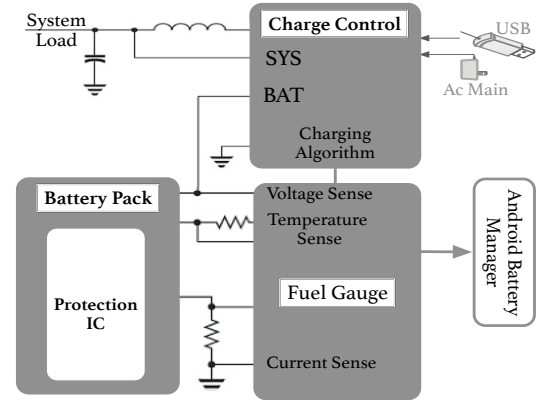 System
Load
Charge Control
USB
SYS
Ac Main
BAT
Charging
Algorithm
Battery Pack
Voltage Sense
Temperature
Sense
Android Battery
Manager
Protection
IC
Fuel Gauge
Current Sense